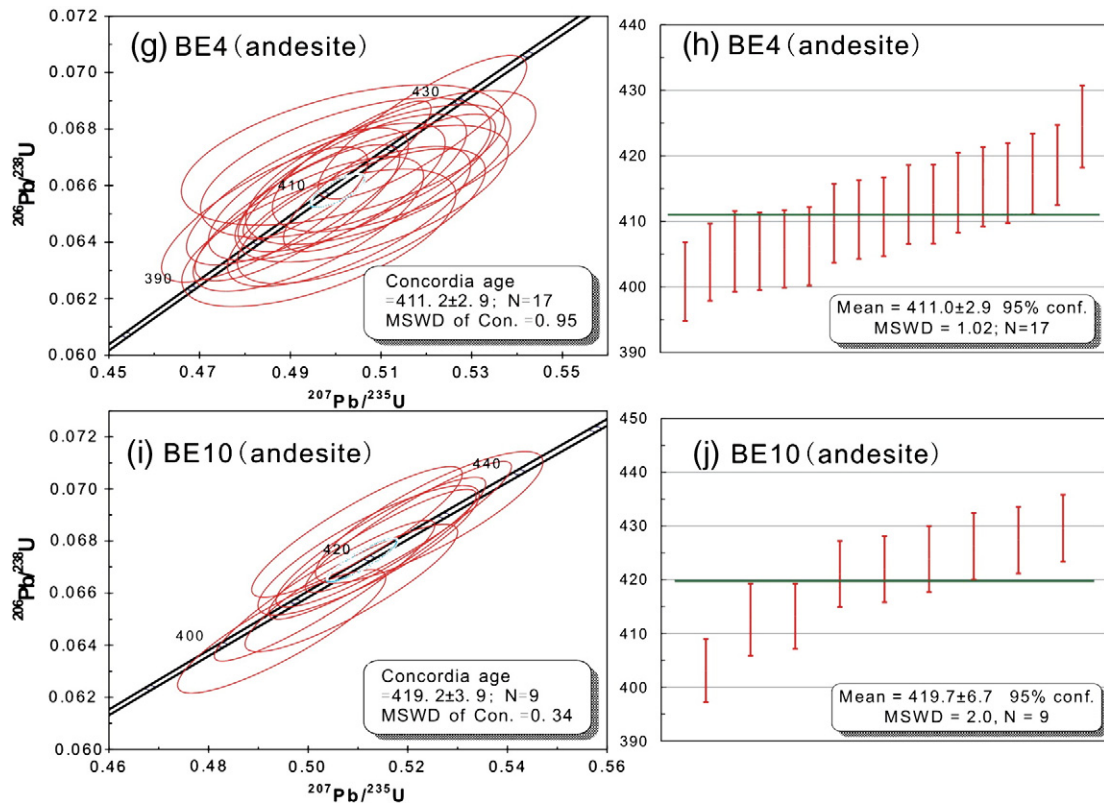 (g) BE4 (andesite)
0.072
0.070
0.068
0.066
0.064
0.062
0.060
²⁰⁶Pb/²³⁸U
430
410
390
Concordia age
=411.2±2.9; N=17
MSWD of Con. =0.95
0.45
0.47
0.49
0.51
0.53
0.55
²⁰⁷Pb/²³⁵U
(h) BE4 (andesite)
440
430
420
410
400
390
Mean = 411.0±2.9 95% conf.
MSWD = 1.02; N=17
(i) BE10 (andesite)
0.072
0.070
0.068
0.066
0.064
0.062
0.060
²⁰⁶Pb/²³⁸U
440
420
400
Concordia age
=419.2±3.9; N=9
MSWD of Con. =0.34
0.46
0.48
0.50
0.52
0.54
0.56
²⁰⁷Pb/²³⁵U
(j) BE10 (andesite)
450
440
430
420
410
400
390
Mean = 419.7±6.7 95% conf.
MSWD = 2.0, N = 9